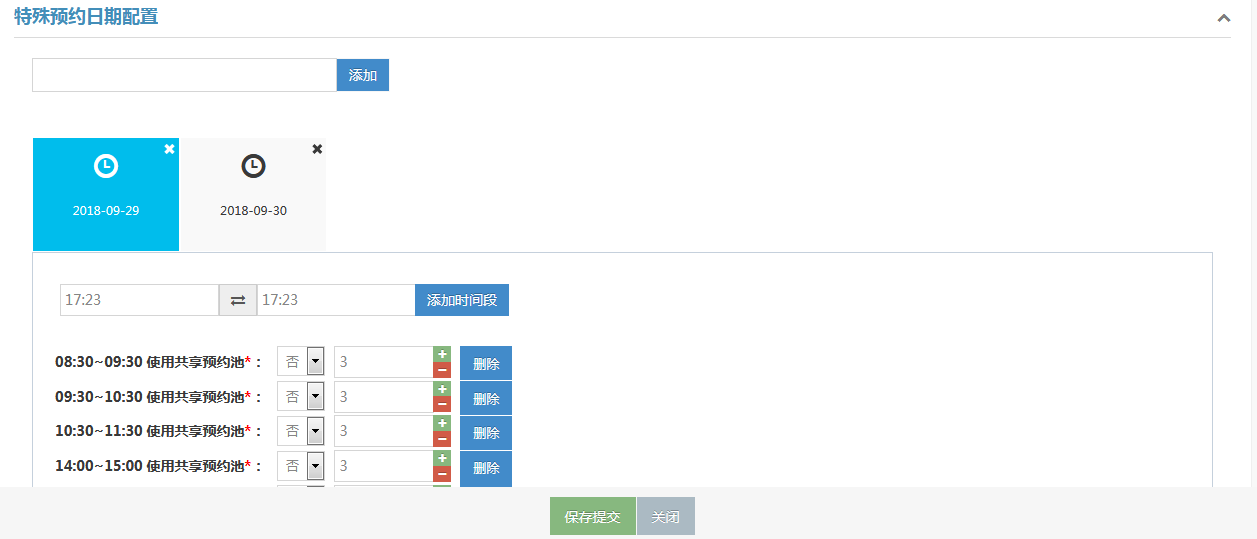 特殊预约日期配置
添加
2018-09-29
2018-09-30
17:23 17:23 添加时间段
08:30~09:30 使用共享预约池*： 否 3 删除
09:30~10:30 使用共享预约池*： 否 3 删除
10:30~11:30 使用共享预约池*： 否 3 删除
14:00~15:00 使用共享预约池*： 否 3 删除
保存提交 关闭